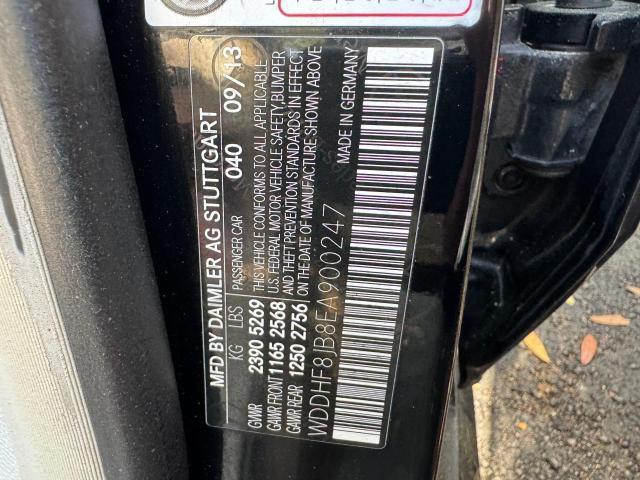 MFD BY DAIMLER AG STUTTGART
KG LBS PASSENGER CAR 040 09/13
GVWR 2390 5269 THIS VEHICLE CONFORMS TO ALL APPLICABLE
GAWR FRONT 1165 2568 U.S. FEDERAL MOTOR VEHICLE SAFETY, BUMPER
GAWR REAR 1250 2756 AND THEFT PREVENTION STANDARDS IN EFFECT
ON THE DATE OF MANUFACTURE SHOWN ABOVE
WDDHF8JB8EA900247 MADE IN GERMANY